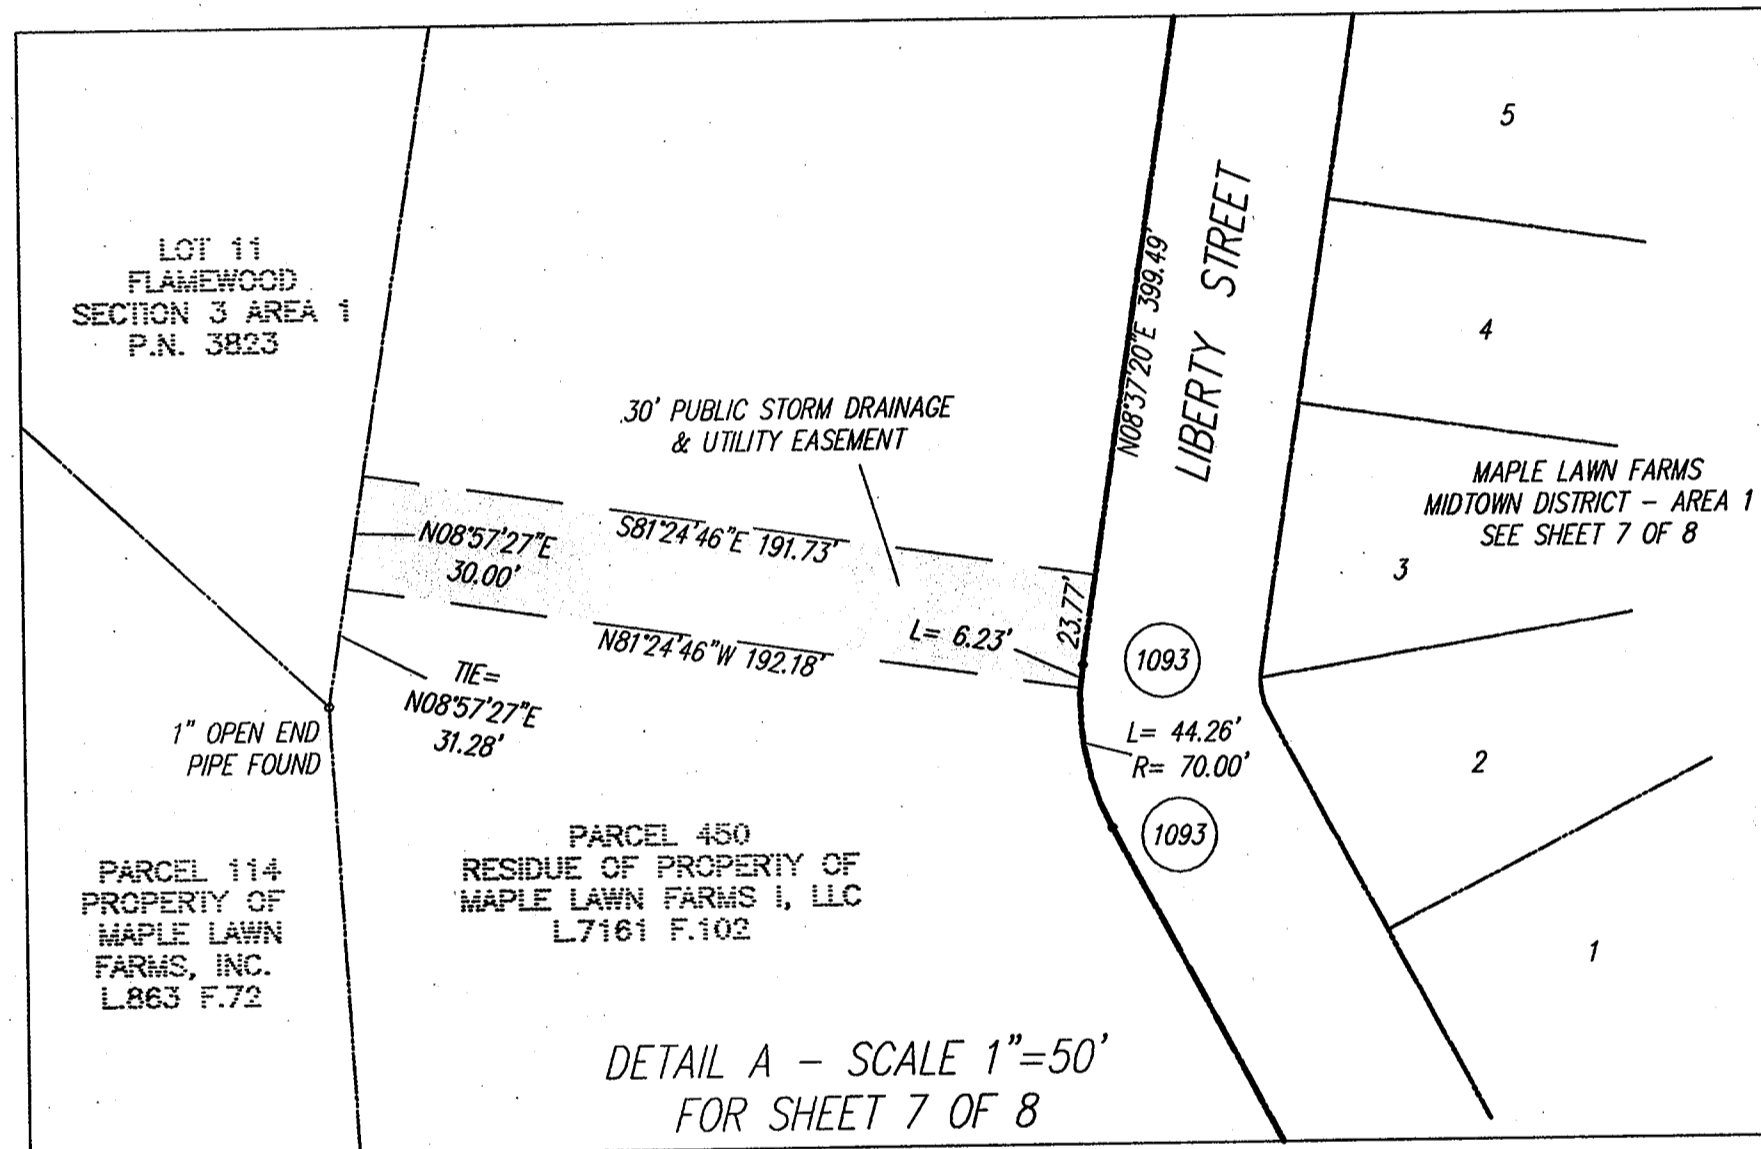 5
LOT 11
FLAMEWOOD
SECTION 3 AREA 1
P.N. 3823
N08°37'20"E 399.49'
LIBERTY STREET
4
30' PUBLIC STORM DRAINAGE
& UTILITY EASEMENT
MAPLE LAWN FARMS
MIDTOWN DISTRICT – AREA 1
SEE SHEET 7 OF 8
N08°57'27"E
30.00'
S81°24'46"E 191.73'
3
23.77'
L= 6.23'
N81°24'46"W 192.18'
1093
TIE=
N08°57'27"E
31.28'
1" OPEN END
PIPE FOUND
L= 44.26'
R= 70.00'
2
1093
PARCEL 450
RESIDUE OF PROPERTY OF
MAPLE LAWN FARMS I, LLC
L.7161 F.102
PARCEL 114
PROPERTY OF
MAPLE LAWN
FARMS, INC.
L.863 F.72
1
DETAIL A – SCALE 1"=50'
FOR SHEET 7 OF 8